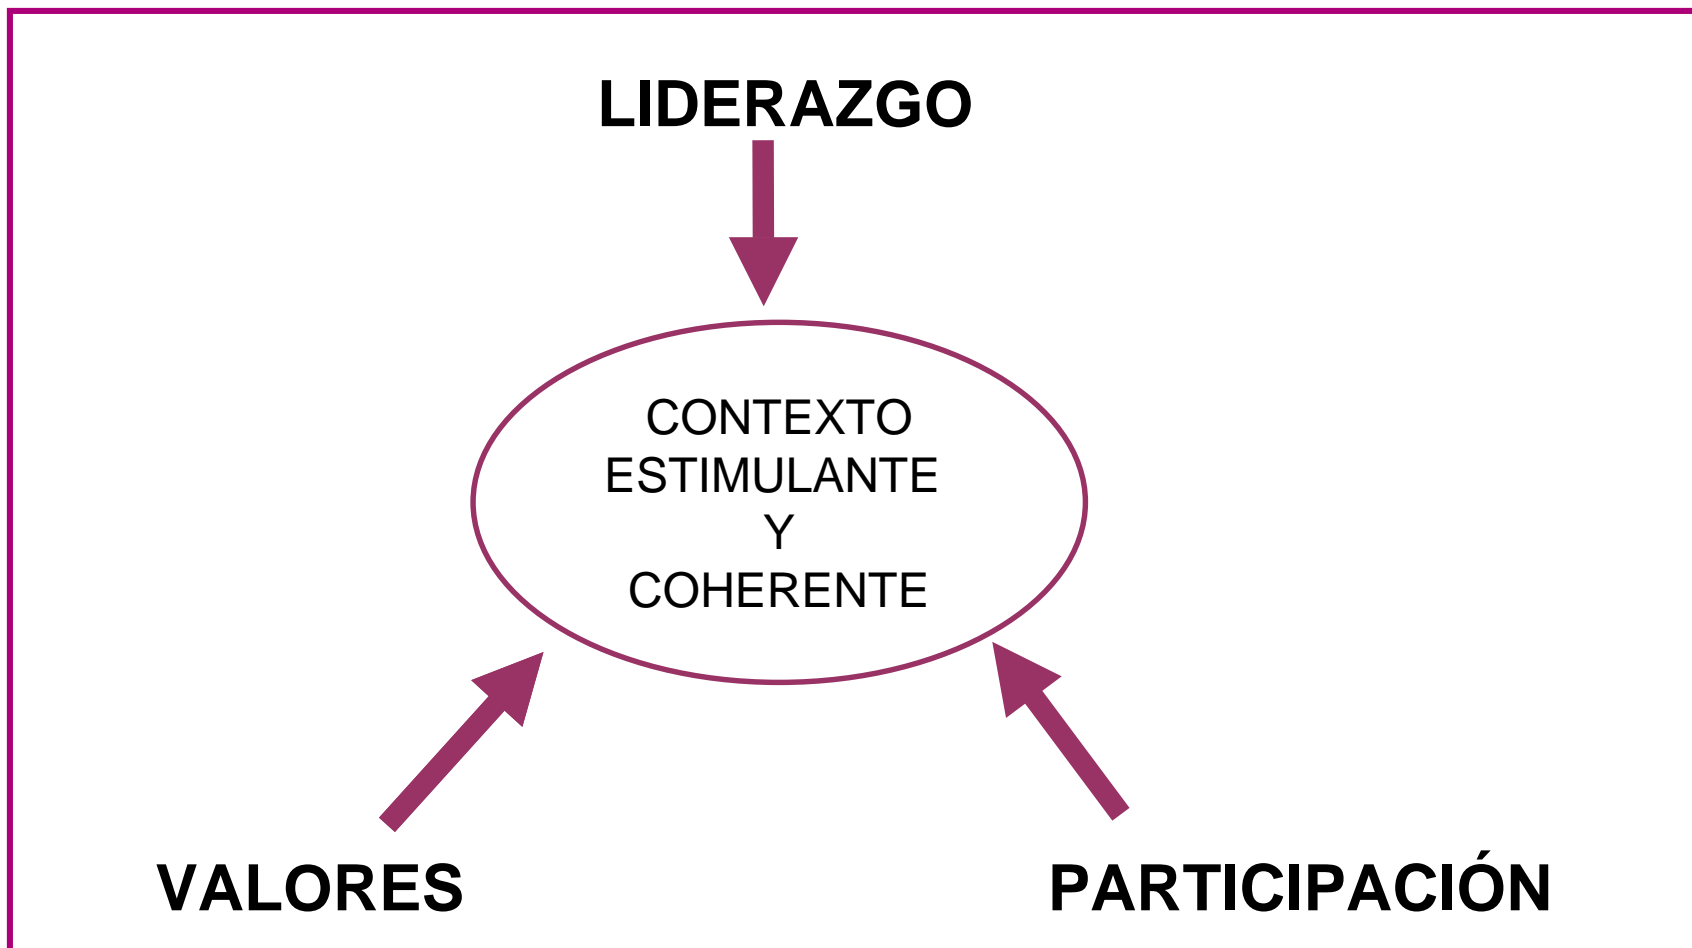 LIDERAZGO
CONTEXTO
ESTIMULANTE
Y
COHERENTE
VALORES
PARTICIPACIÓN